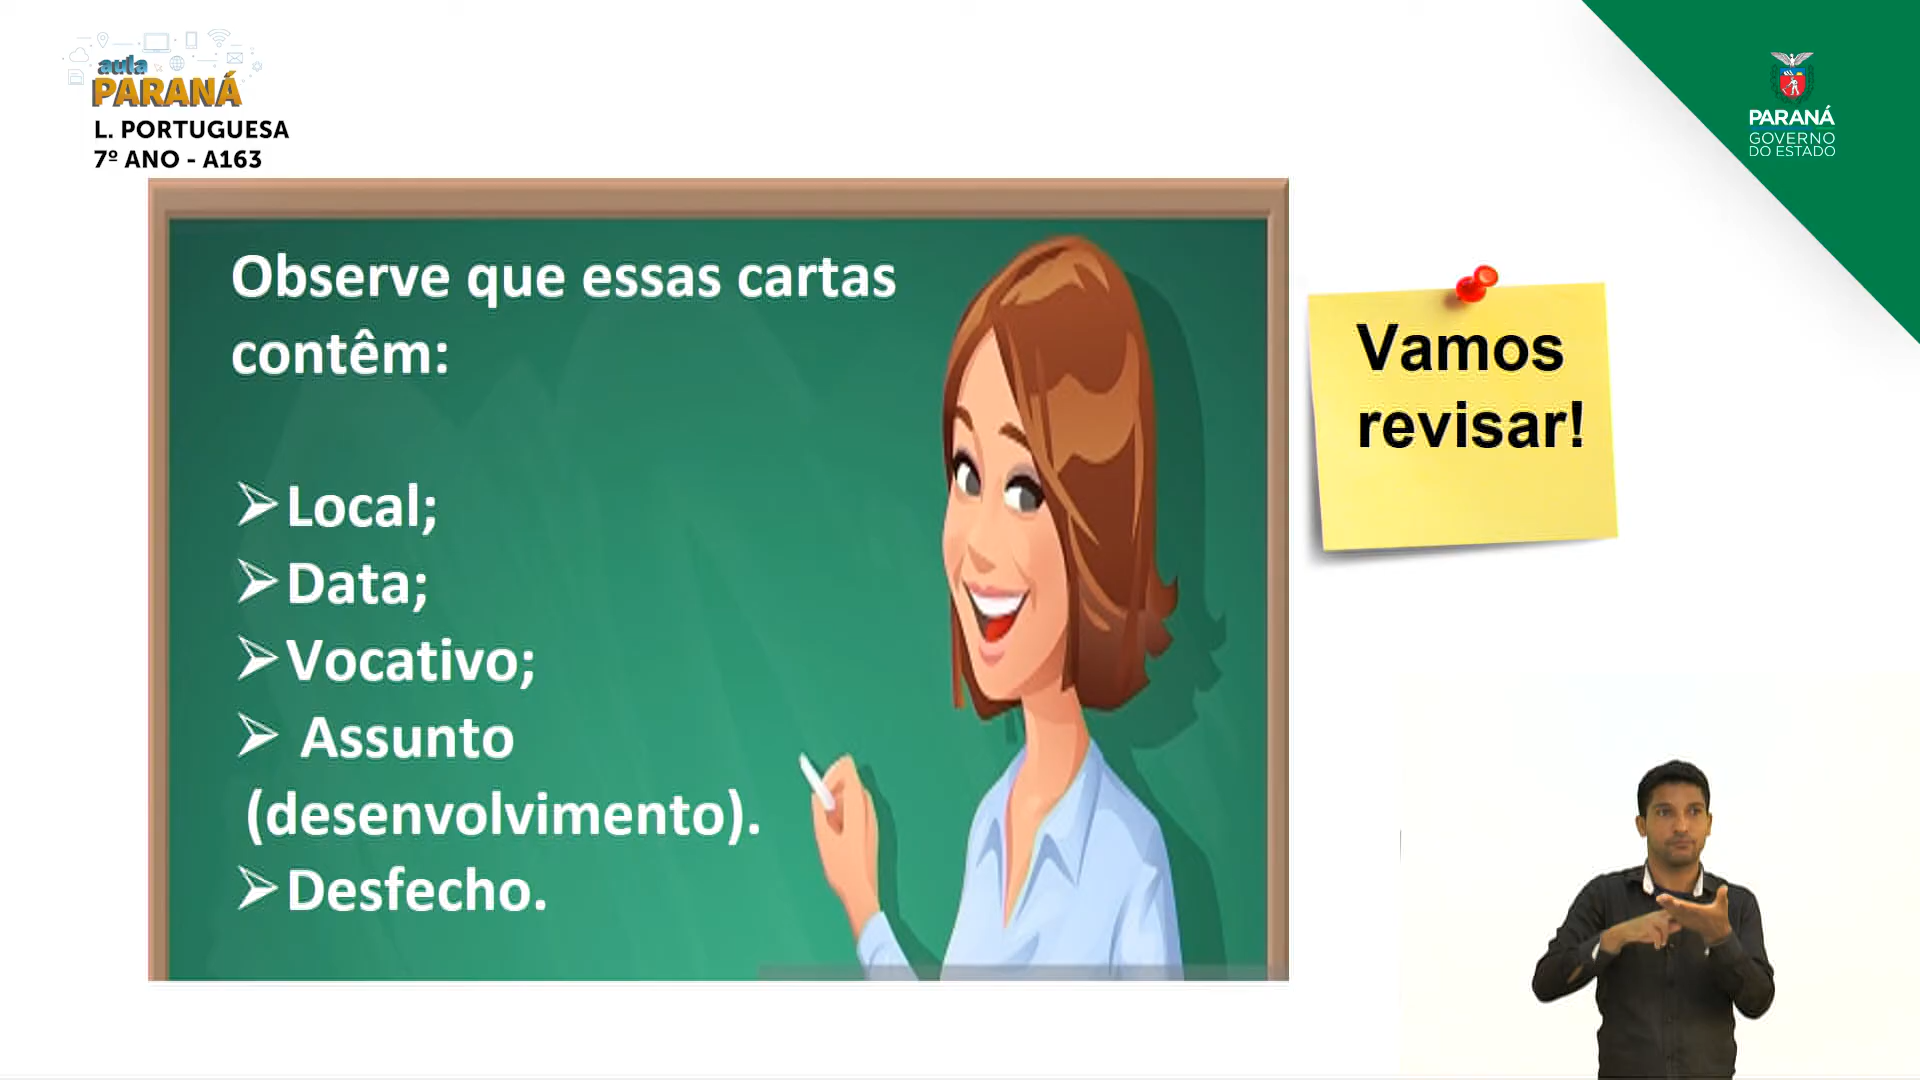 aula
PARANÁ
L. PORTUGUESA
7º ANO - A163
PARANÁ
GOVERNO
DO ESTADO
Observe que essas cartas
contêm:
➢Local;
➢Data;
➢Vocativo;
➢ Assunto
(desenvolvimento).
➢Desfecho.
Vamos
revisar!